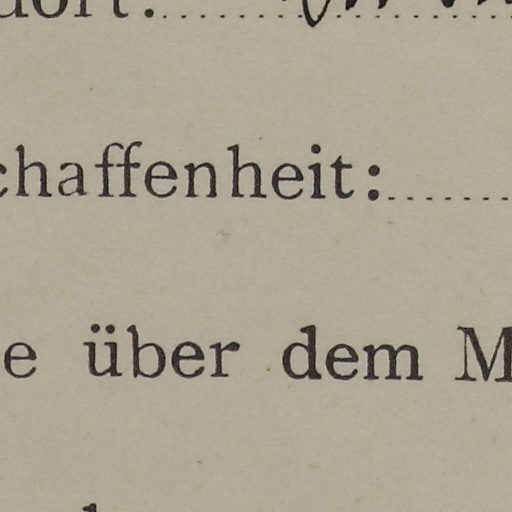 chaffenheit:
e über dem M